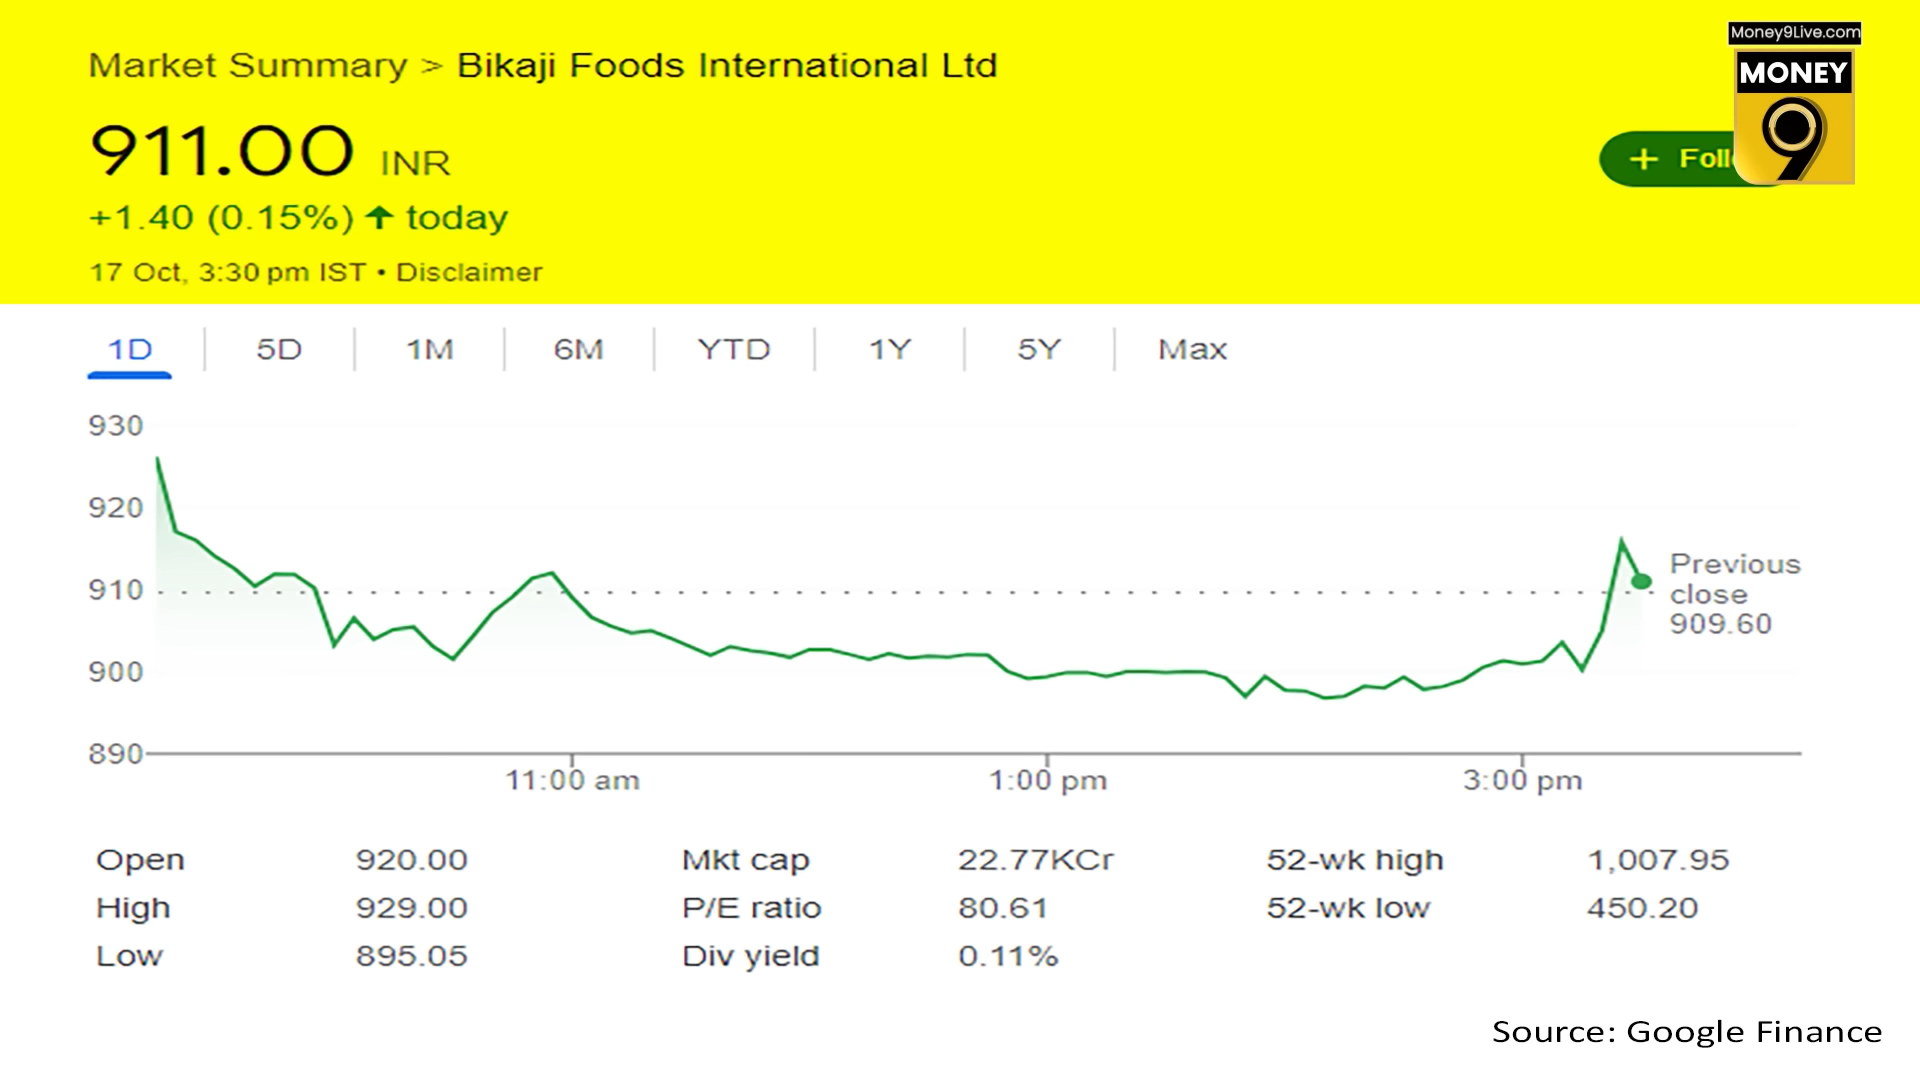 Money9Live.com
MONEY
9
Market Summary > Bikaji Foods International Ltd
911.00 INR
+ Foll
+1.40 (0.15%) ↑ today
17 Oct, 3:30 pm IST • Disclaimer
1D 5D 1M 6M YTD 1Y 5Y Max
930
920
910
900
890
Previous
close
909.60
11:00 am 1:00 pm 3:00 pm
Open 920.00 Mkt cap 22.77KCr 52-wk high 1,007.95
High 929.00 P/E ratio 80.61 52-wk low 450.20
Low 895.05 Div yield 0.11%
Source: Google Finance